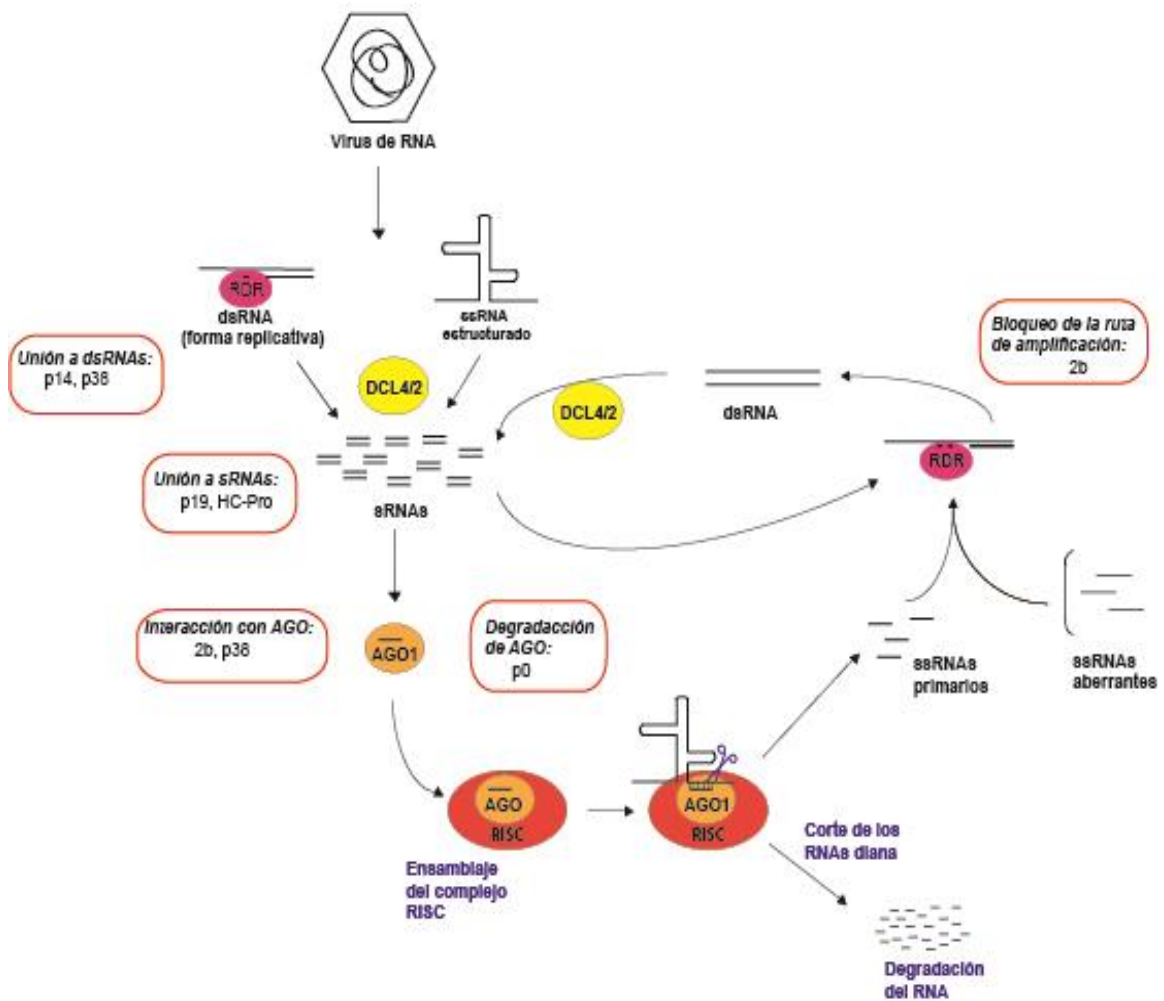 Virus de RNA
RDR
dsRNA
(forma replicativa)
ssRNA
estructurado
Bloqueo de la ruta
de amplificación:
2b
Unión a dsRNAs:
p14, p38
DCL4/2
DCL4/2
dsRNA
RDR
Unión a sRNAs:
p19, HC-Pro
sRNAs
Interacción con AGO:
2b, p38
AGO1
Degradacción
de AGO:
p0
ssRNAs
primarios
ssRNAs
aberrantes
AGO
RISC
AGO1
RISC
Corte de los
RNAs diana
Ensamblaje
del complejo
RISC
Degradación
del RNA